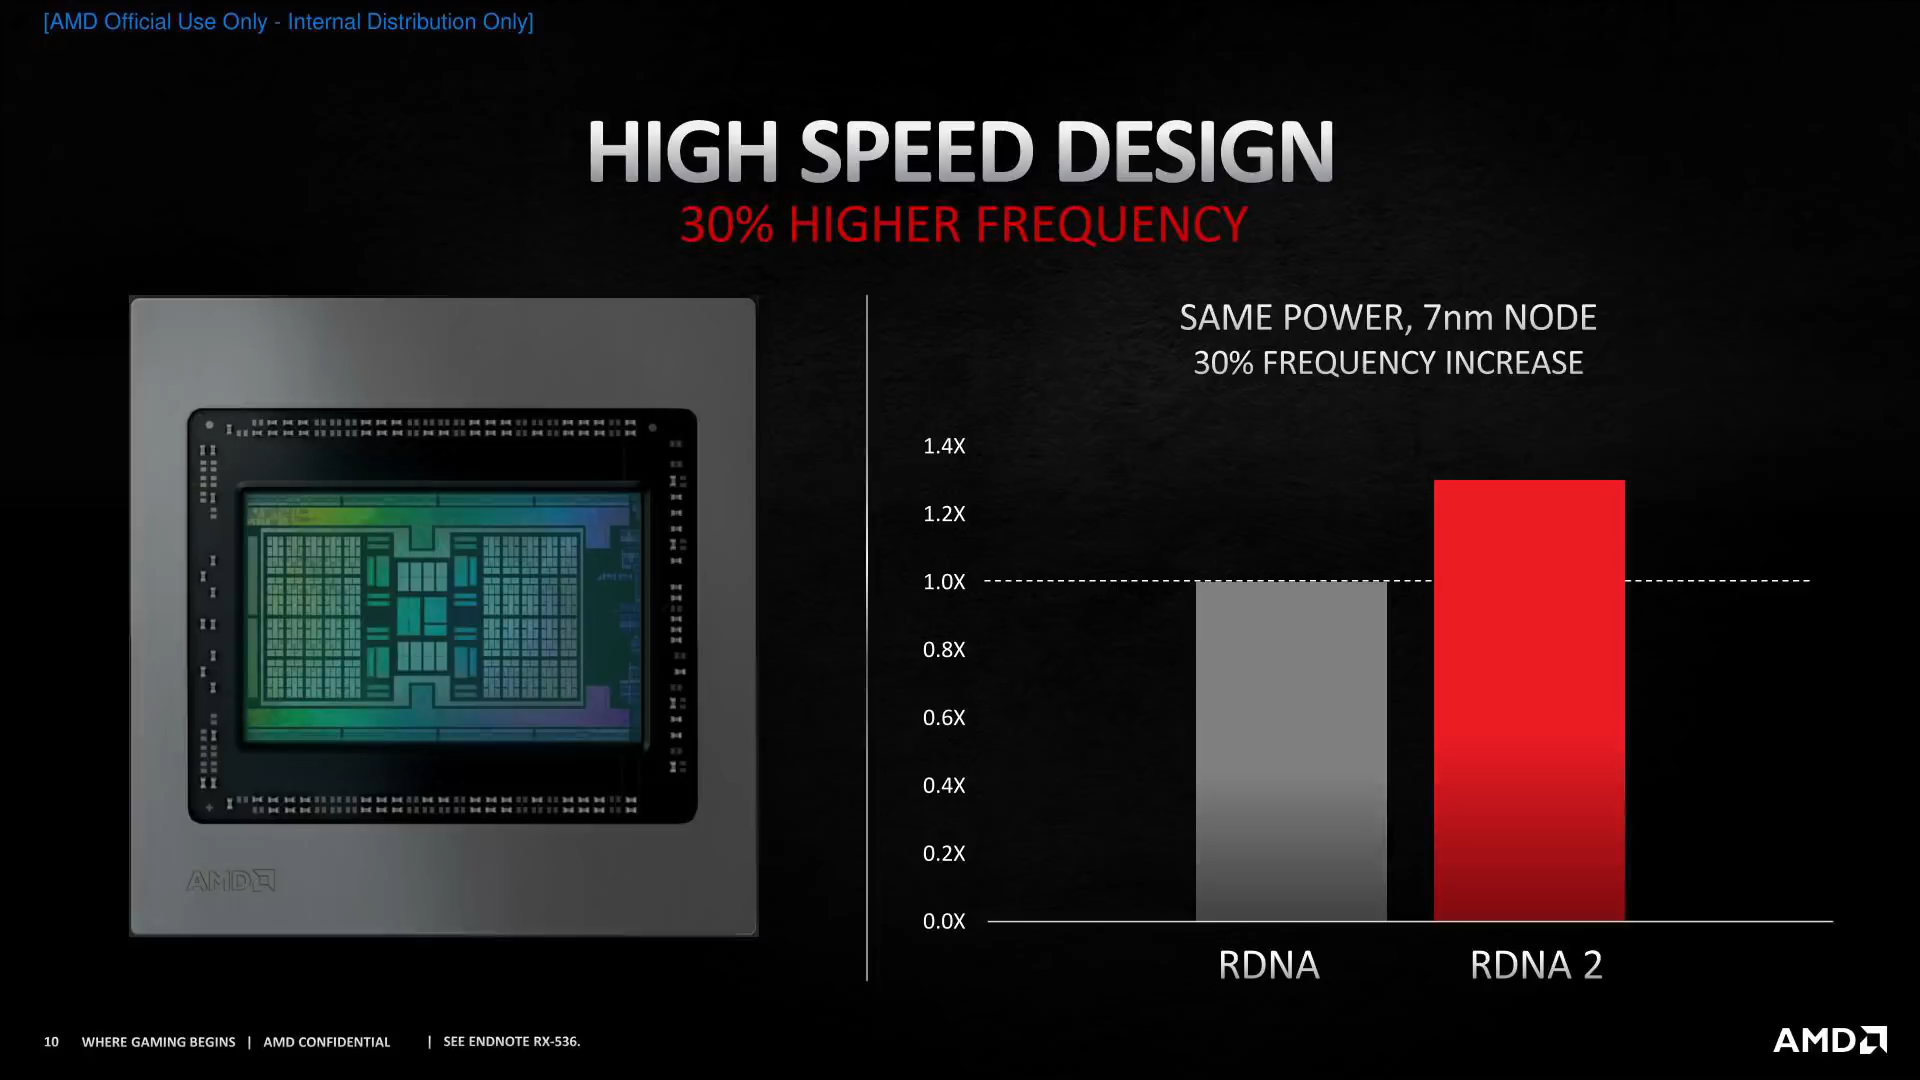 [AMD Official Use Only - Internal Distribution Only]
HIGH SPEED DESIGN
30% HIGHER FREQUENCY
AMD
SAME POWER, 7nm NODE
30% FREQUENCY INCREASE
1.4X
1.2X
1.0X
0.8X
0.6X
0.4X
0.2X
0.0X
RDNA
RDNA 2
10 WHERE GAMING BEGINS | AMD CONFIDENTIAL | SEE ENDNOTE RX-536.
AMD